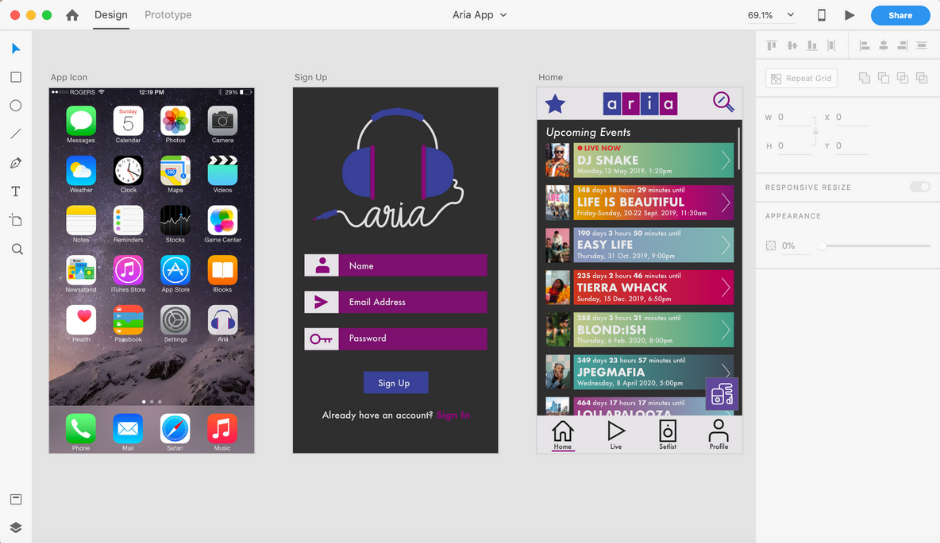 Design
Prototype
Aria App
69.1%
Share
App Icon
Sign Up
Home
ROGERS
12:19 PM
29%
Sunday
5
Messages
Calendar
Photos
Camera
280
Weather
Clock
Maps
Videos
Notes
Reminders
Stocks
Game Center
Newsstand
iTunes Store
App Store
iBooks
Health
Passbook
Settings
Aria
Phone
Mail
Safari
Music
aria
Name
Email Address
Password
Sign Up
Already have an account? Sign In
aria
Upcoming Events
LIVE NOW
DJ SNAKE
Monday, 13 May 2019, 1:20pm
148 days 18 hours 29 minutes until
LIFE IS BEAUTIFUL
Friday-Sunday, 20-22 Sept. 2019, 11:30am
190 days 3 hours 50 minutes until
EASY LIFE
Thursday, 31 Oct. 2019, 9:00pm
235 days 2 hours 46 minutes until
TIERRA WHACK
Sunday, 15 Dec. 2019, 6:50pm
288 days 3 hours 21 minutes until
BLOND:ISH
Thursday, 6 Feb. 2020, 8:00pm
349 days 23 hours 57 minutes until
JPEGMAFIA
Wednesday, 8 April 2020, 5:00pm
464 days 17 hours 17 minutes until
LOLLAPALOOZA
Home
Live
Setlist
Profile
Repeat Grid
W 0
X 0
H 0
Y 0
RESPONSIVE RESIZE
APPEARANCE
0%
T